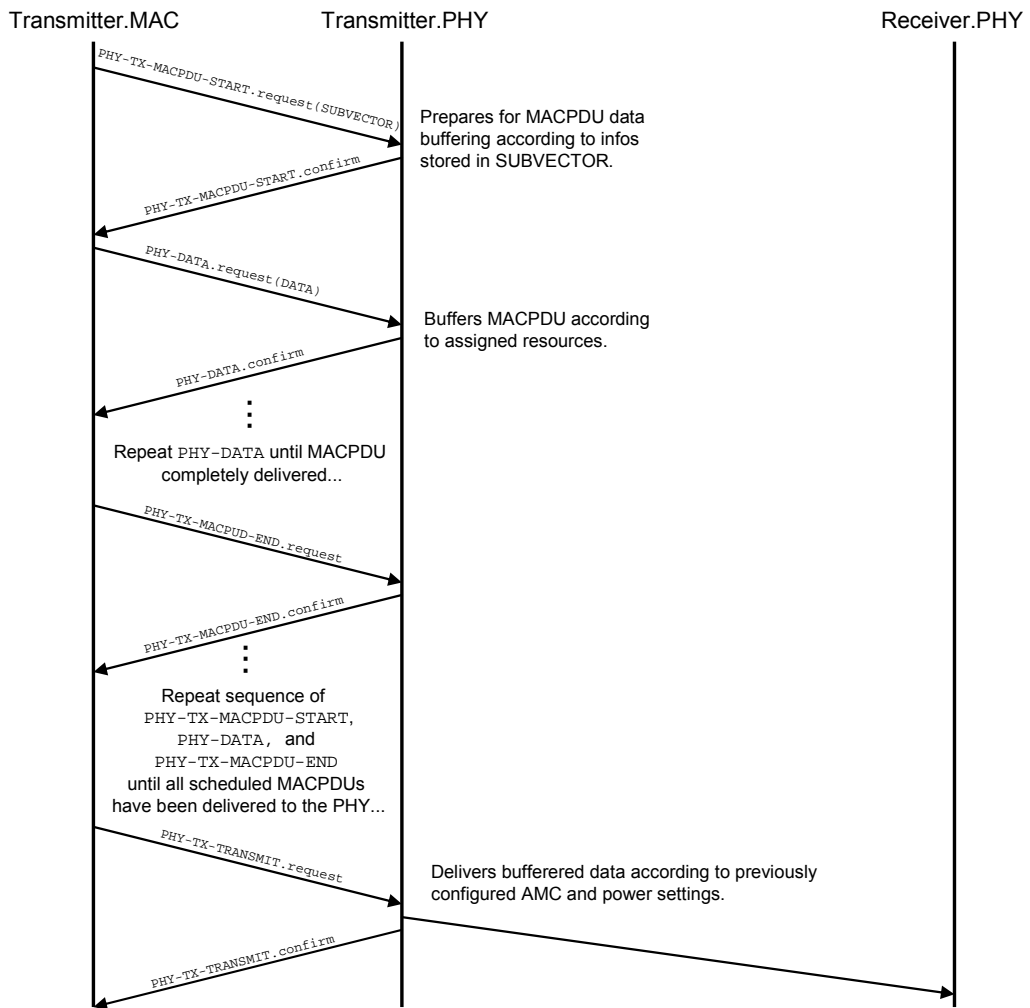 Transmitter.MAC
Transmitter.PHY
Receiver.PHY
PHY-TX-MACPDU-START.request(SUBVECTOR)
Prepares for MACPDU data
buffering according to infos
stored in SUBVECTOR.
PHY-TX-MACPDU-START.confirm
PHY-DATA.request(DATA)
Buffers MACPDU according
to assigned resources.
PHY-DATA.confirm
Repeat PHY-DATA until MACPDU
completely delivered...
PHY-TX-MACPUD-END.request
PHY-TX-MACPDU-END.confirm
Repeat sequence of
PHY-TX-MACPDU-START,
PHY-DATA, and
PHY-TX-MACPDU-END
until all scheduled MACPDUs
have been delivered to the PHY...
PHY-TX-TRANSMIT.request
Delivers bufferered data according to previously
configured AMC and power settings.
PHY-TX-TRANSMIT.confirm